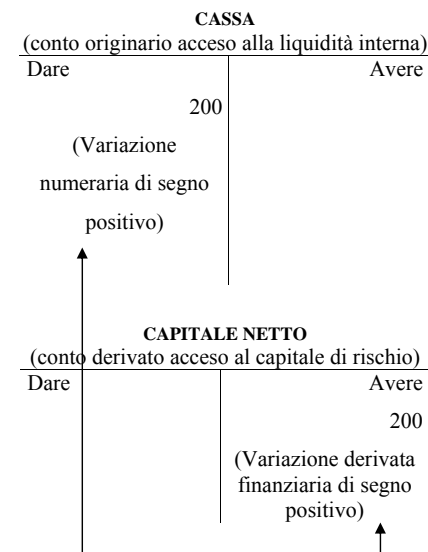 CASSA
(conto originario acceso alla liquidità interna)
Dare Avere
200
(Variazione
numeraria di segno
positivo)
CAPITALE NETTO
(conto derivato acceso al capitale di rischio)
Dare Avere
200
(Variazione derivata
finanziaria di segno
positivo)